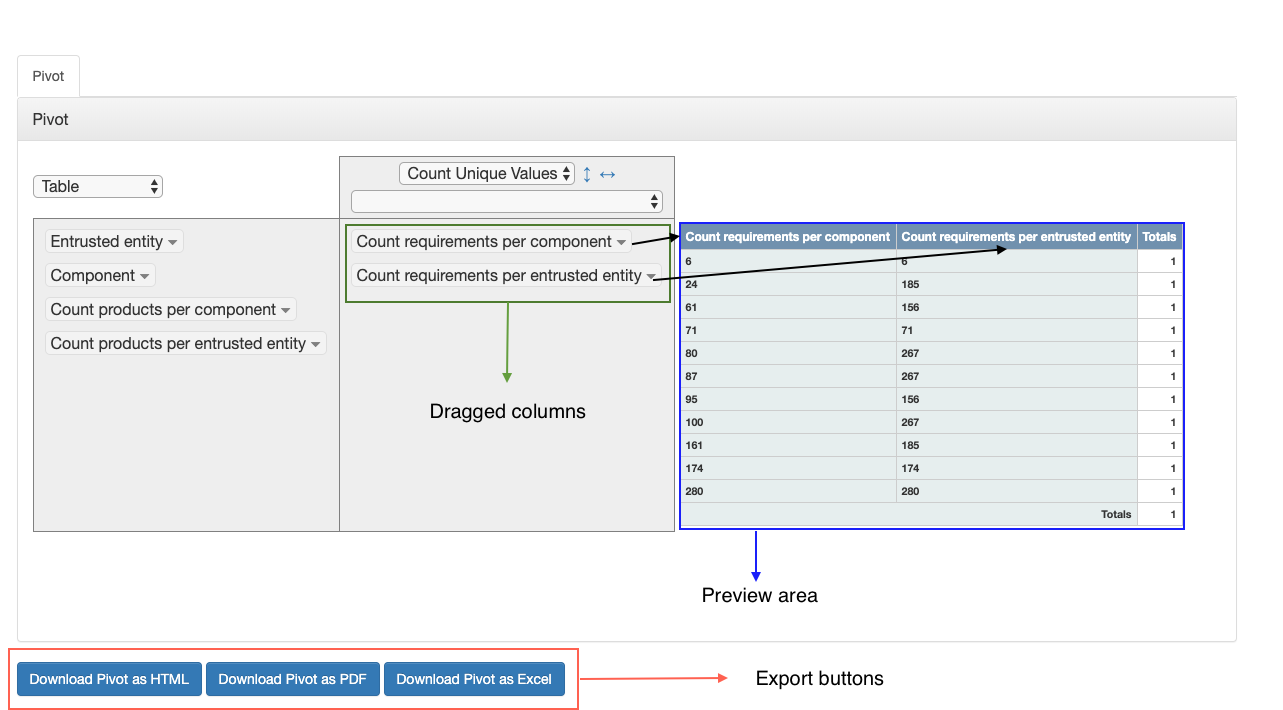 Pivot
Pivot
Table
Count Unique Values
Entrusted entity
Component
Count products per component
Count products per entrusted entity
Count requirements per component
Count requirements per entrusted entity
Dragged columns
Count requirements per component Count requirements per entrusted entity Totals
6 6 1
24 185 1
61 156 1
71 71 1
80 267 1
87 267 1
95 156 1
100 267 1
161 185 1
174 174 1
280 280 1
Totals 1
Preview area
Download Pivot as HTML Download Pivot as PDF Download Pivot as Excel
Export buttons